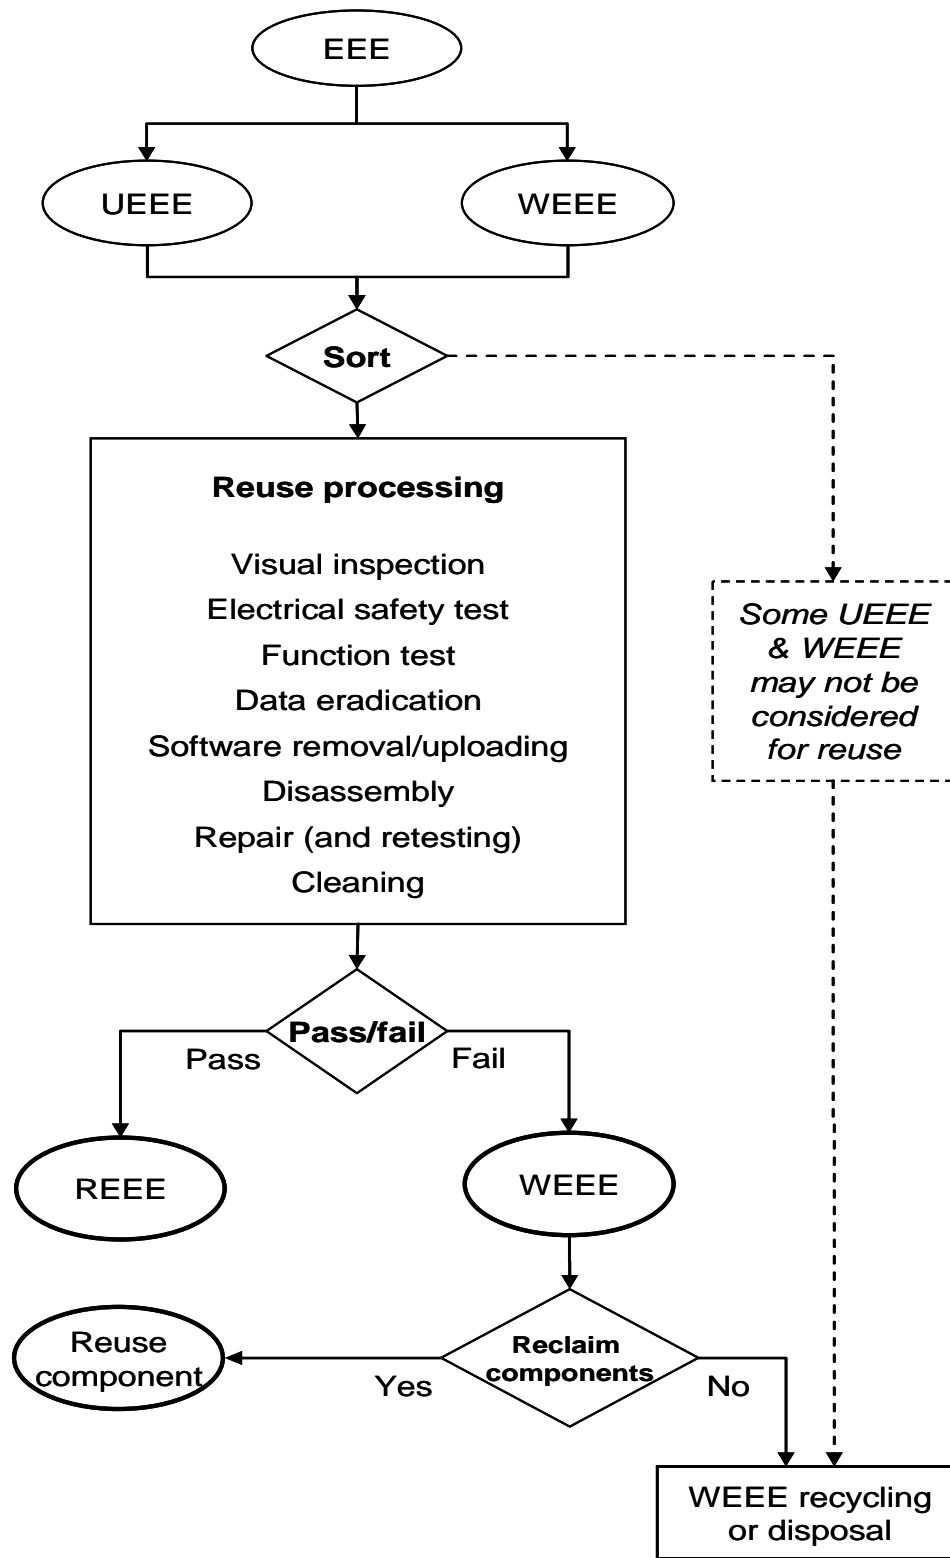 EEE
UEEE
WEEE
Sort
Reuse processing
Visual inspection
Electrical safety test
Function test
Data eradication
Software removal/uploading
Disassembly
Repair (and retesting)
Cleaning
Some UEEE
& WEEE
may not be
considered
for reuse
Pass/fail
Pass
Fail
REEE
WEEE
Reclaim
components
Yes
No
Reuse
component
WEEE recycling
or disposal